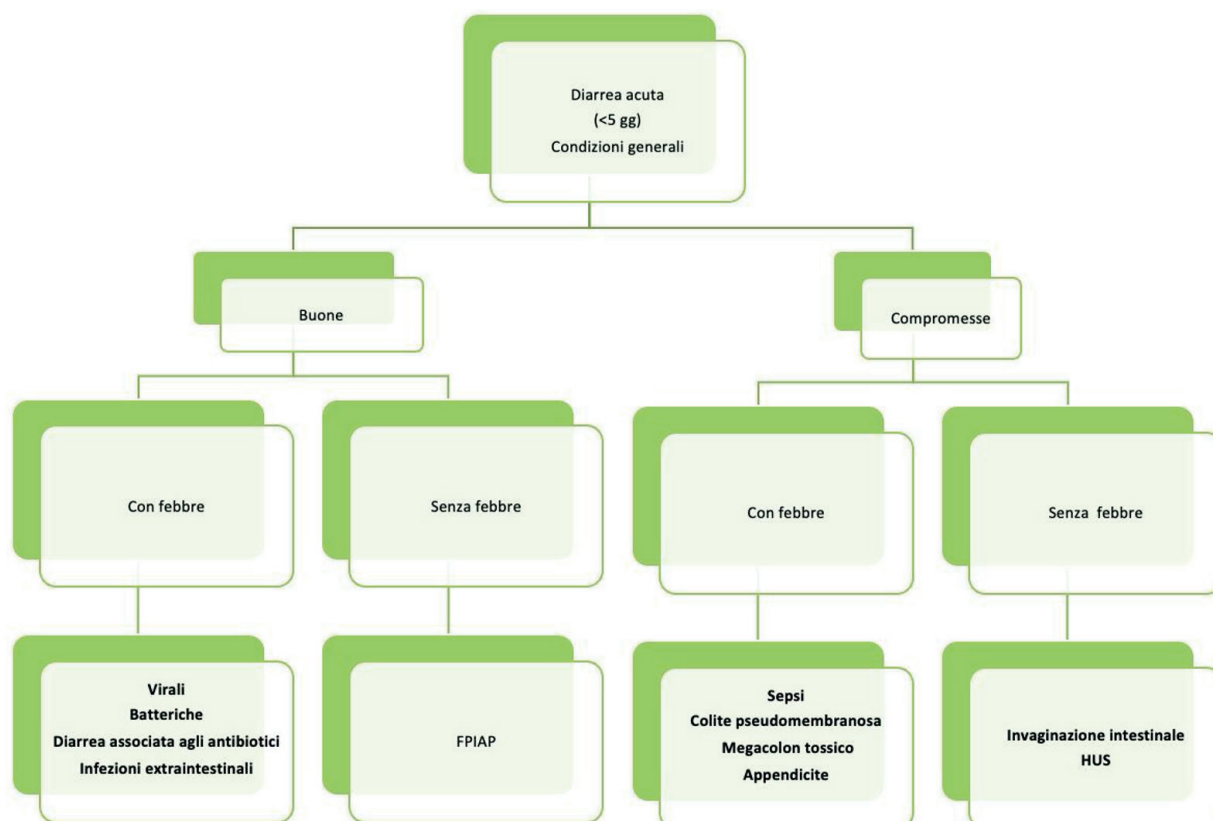 Diarrea acuta
(<5 gg)
Condizioni generali
Buone
Compromesse
Con febbre
Senza febbre
Con febbre
Senza febbre
Virali
Batteriche
Diarrea associata agli antibiotici
Infezioni extraintestinali
FPIAP
Sepsi
Colite pseudomembranosa
Megacolon tossico
Appendicite
Invaginazione intestinale
HUS